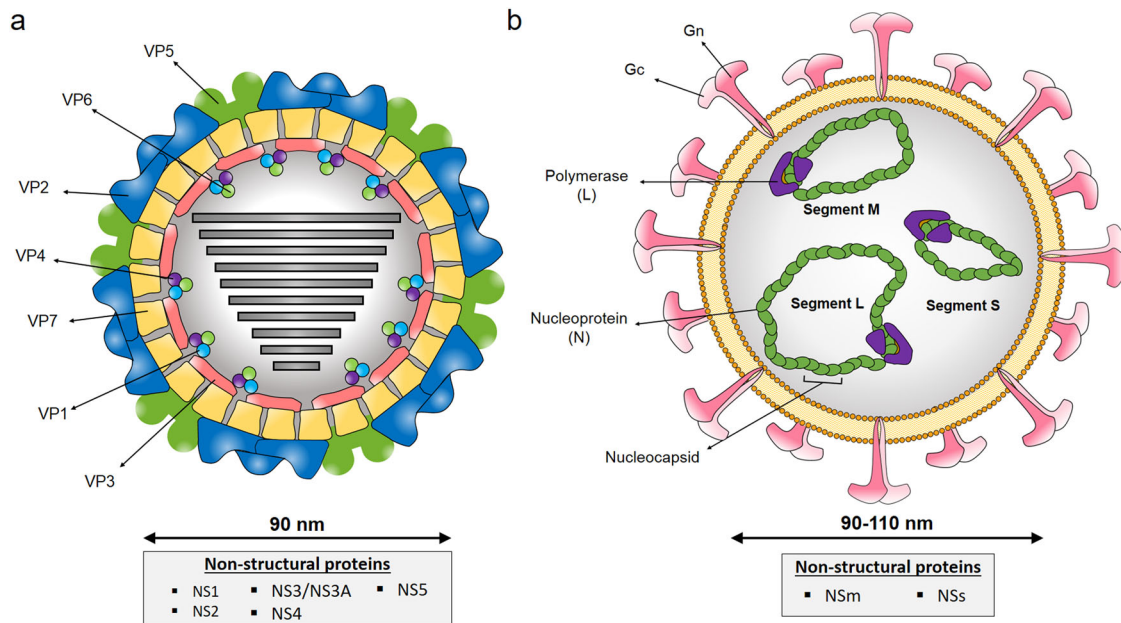 a
VP5
VP6
VP2
VP4
VP7
VP1
VP3
90 nm
Non-structural proteins
▪ NS1 ▪ NS3/NS3A ▪ NS5
▪ NS2 ▪ NS4
b
Gn
Gc
Polymerase
(L)
Segment M
Segment L
Segment S
Nucleoprotein
(N)
Nucleocapsid
90-110 nm
Non-structural proteins
▪ NSm ▪ NSs